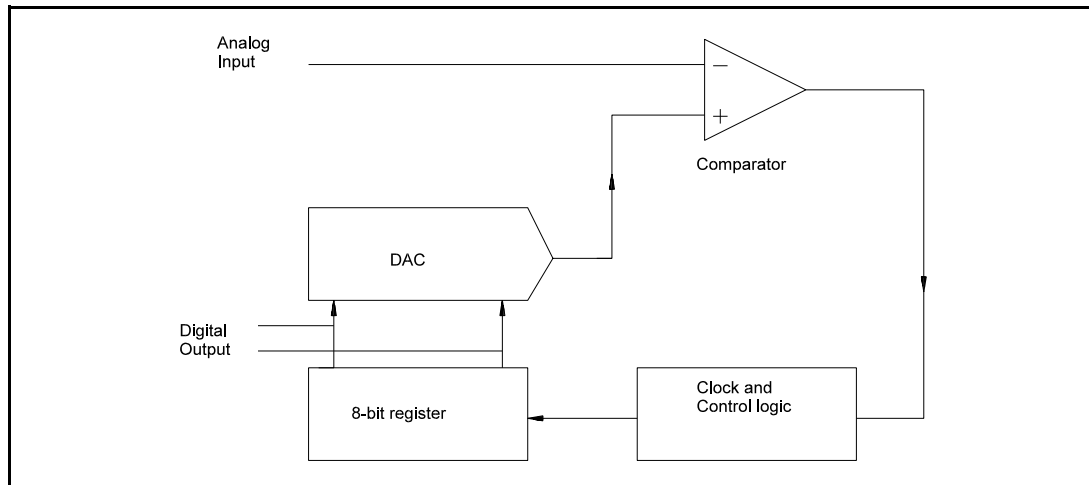 Analog
Input
−
+
Comparator
DAC
Digital
Output
8-bit register
Clock and
Control logic